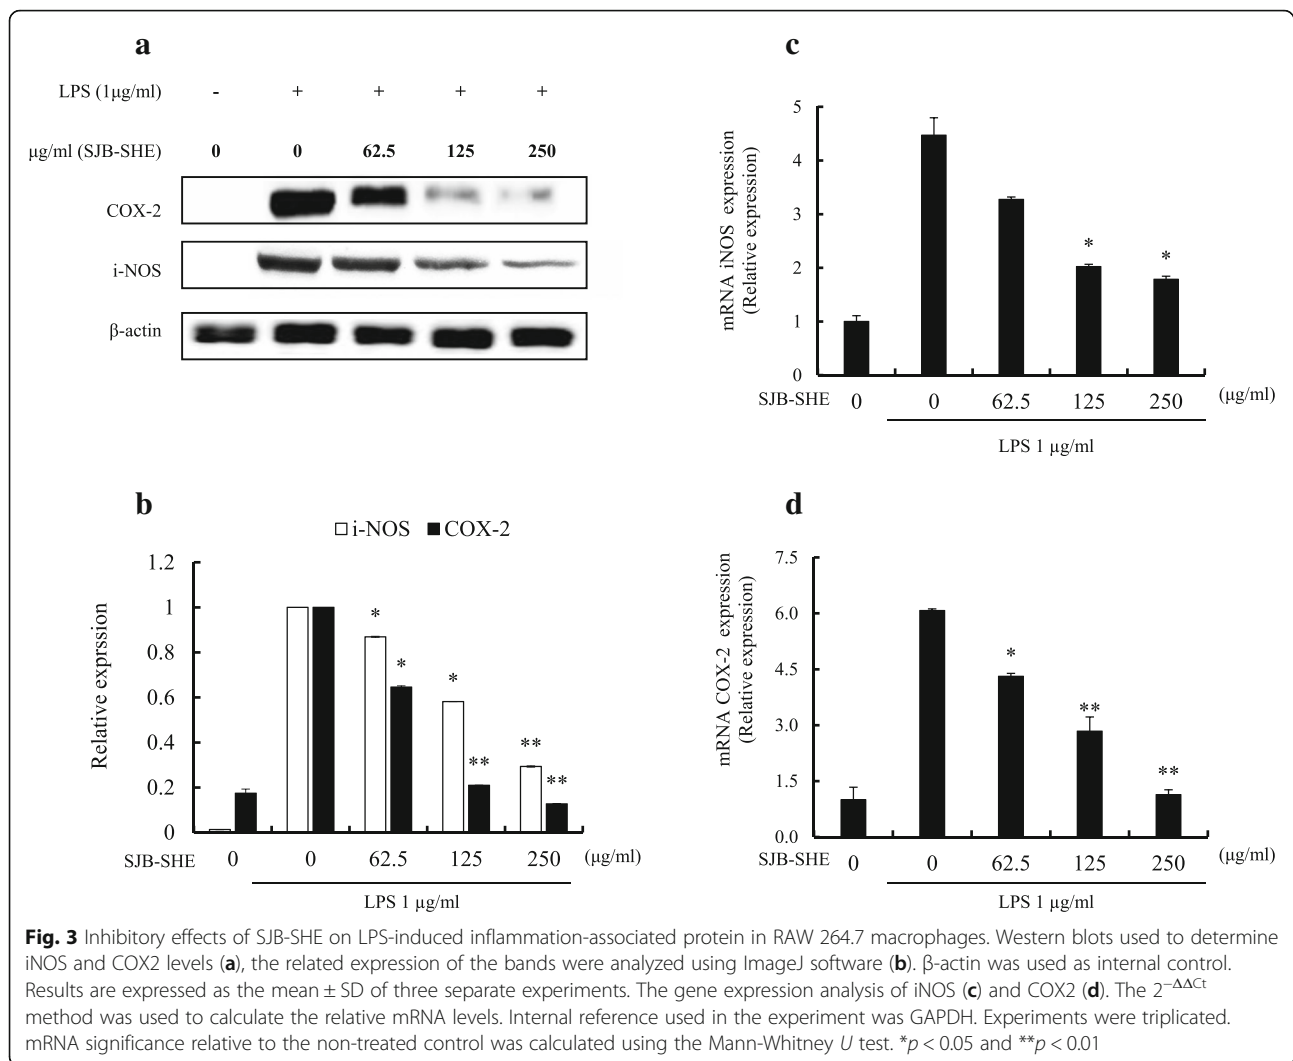 a
LPS (1µg/ml) - + + + +
µg/ml (SJB-SHE) 0 0 62.5 125 250
COX-2
i-NOS
β-actin
b
i-NOS COX-2
Relative exprssion
1.2
1
0.8
0.6
0.4
0.2
0
* * * ** ** **
SJB-SHE 0 0 62.5 125 250 (µg/ml)
LPS 1 µg/ml
c
mRNA iNOS expression
(Relative expression)
5
4
3
2
1
0
* *
SJB-SHE 0 0 62.5 125 250 (µg/ml)
LPS 1 µg/ml
d
mRNA COX-2 expression
(Relative expression)
7.5
6.0
4.5
3.0
1.5
0.0
* ** **
SJB-SHE 0 0 62.5 125 250 (µg/ml)
LPS 1 µg/ml
Fig. 3 Inhibitory effects of SJB-SHE on LPS-induced inflammation-associated protein in RAW 264.7 macrophages. Western blots used to determine
iNOS and COX2 levels (a), the related expression of the bands were analyzed using ImageJ software (b). β-actin was used as internal control.
Results are expressed as the mean ± SD of three separate experiments. The gene expression analysis of iNOS (c) and COX2 (d). The 2−ΔΔCt
method was used to calculate the relative mRNA levels. Internal reference used in the experiment was GAPDH. Experiments were triplicated.
mRNA significance relative to the non-treated control was calculated using the Mann-Whitney U test. *p < 0.05 and **p < 0.01